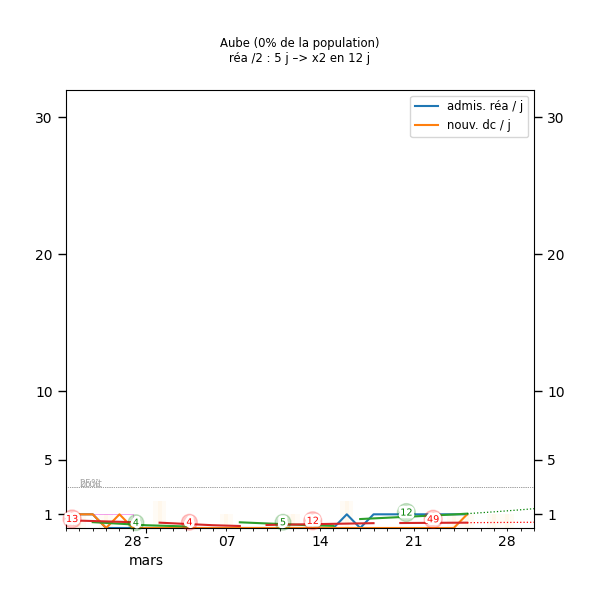 Aube (0% de la population)
réa /2 : 5 j –> x2 en 12 j
admis. réa / j
nouv. dc / j
30 30
20 20
10 10
5 5
1 1
13 4 4 5 12 12 49
28 07 14 21 28
mars